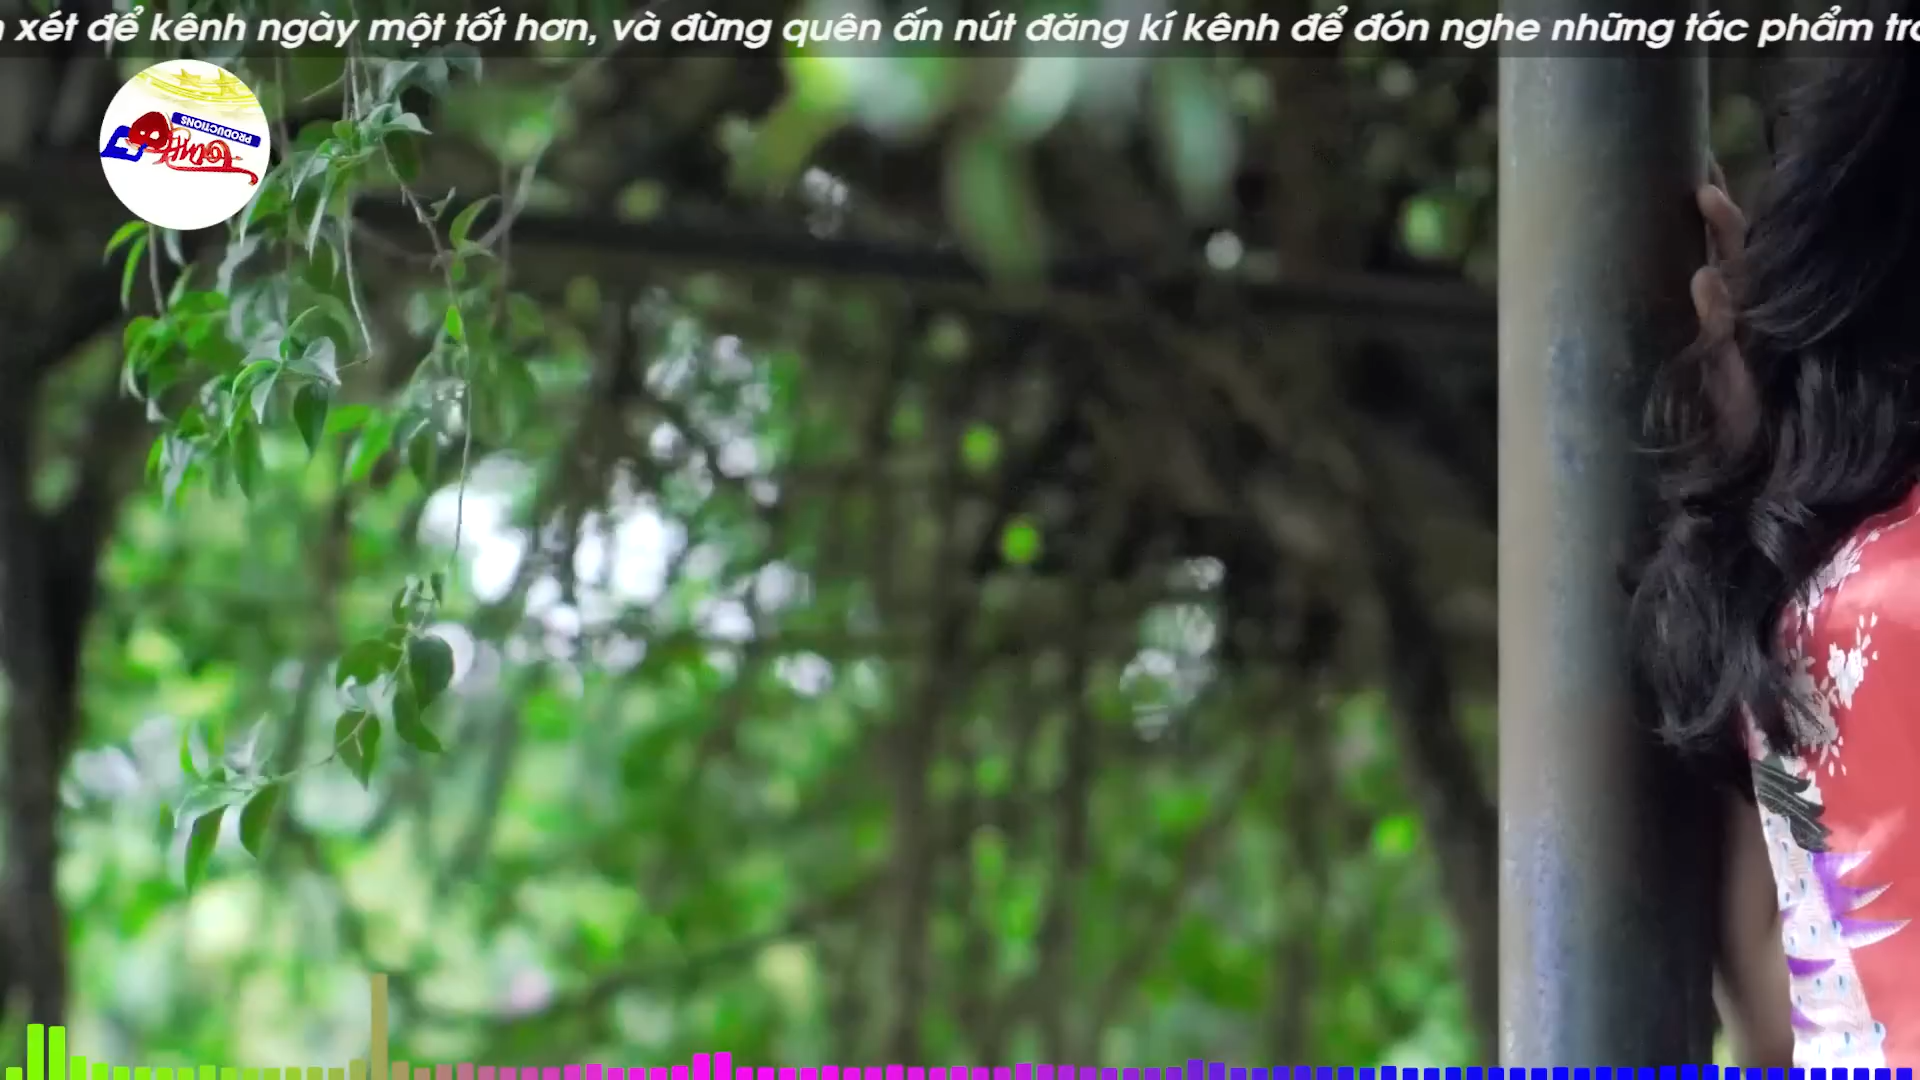 xét để kênh ngày một tốt hơn, và đừng quên ấn nút đăng kí kênh để đón nghe những tác phẩm
PRODUCTIONS